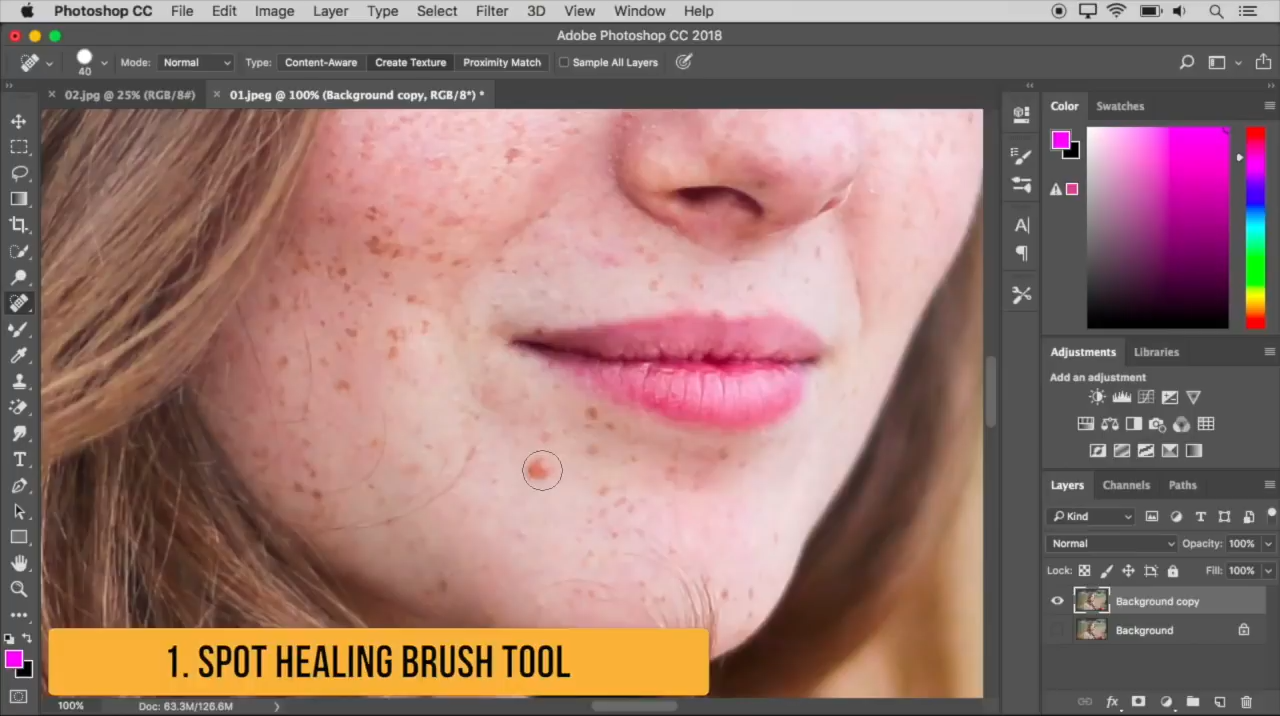 Photoshop CC File Edit Image Layer Type Select Filter 3D View Window Help
Adobe Photoshop CC 2018
40 Mode: Normal Type: Content-Aware Create Texture Proximity Match Sample All Layers
02.jpg @ 25% (RGB/8#) 01.jpeg @ 100% (Background copy, RGB/8*) *
Color Swatches
Adjustments Libraries
Add an adjustment
Layers Channels Paths
Kind
Normal Opacity: 100%
Lock: Fill: 100%
Background copy
Background
1. SPOT HEALING BRUSH TOOL
100% Doc: 63.3M/126.6M
fx